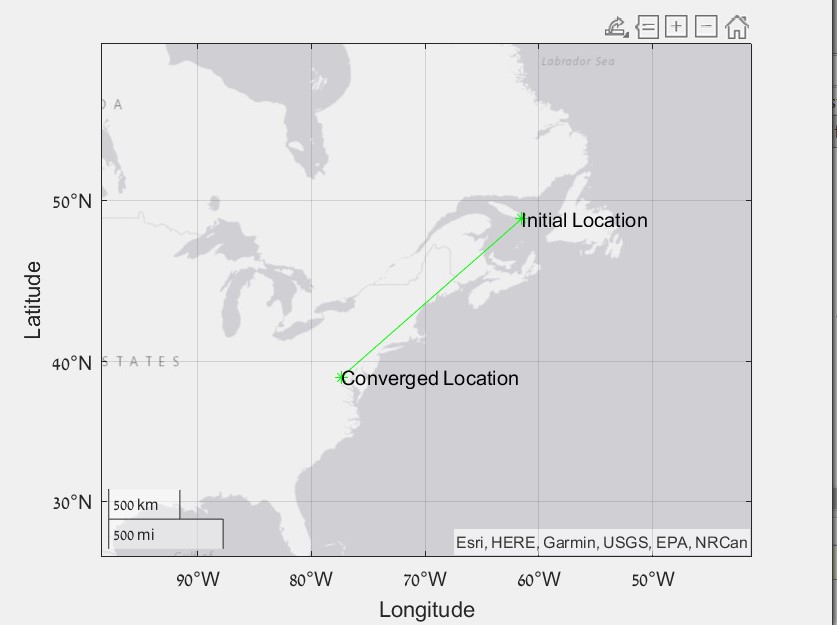 Labrador Sea
D A
50°N
Initial Location
Latitude
40°N
STATES
Converged Location
30°N
500 km
500 mi
Esri, HERE, Garmin, USGS, EPA, NRCan
90°W 80°W 70°W 60°W 50°W
Longitude